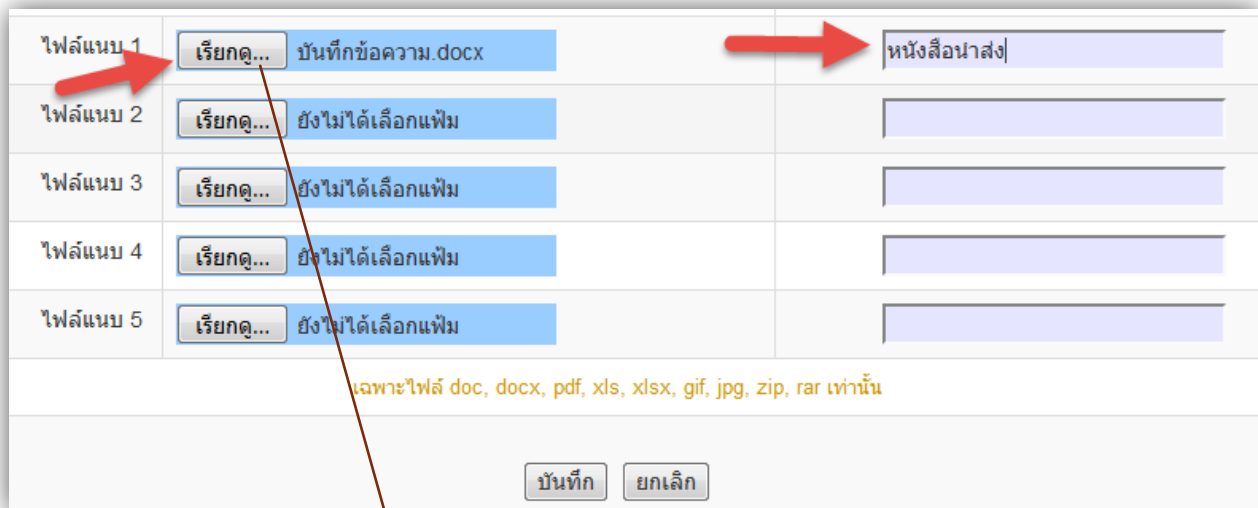 ไฟล์แนบ 1 เรียกดู... บันทึกข้อความ.docx หนังสือนำส่ง
ไฟล์แนบ 2 เรียกดู... ยังไม่ได้เลือกแฟ้ม
ไฟล์แนบ 3 เรียกดู... ยังไม่ได้เลือกแฟ้ม
ไฟล์แนบ 4 เรียกดู... ยังไม่ได้เลือกแฟ้ม
ไฟล์แนบ 5 เรียกดู... ยังไม่ได้เลือกแฟ้ม
เฉพาะไฟล์ doc, docx, pdf, xls, xlsx, gif, jpg, zip, rar เท่านั้น
บันทึก ยกเลิก